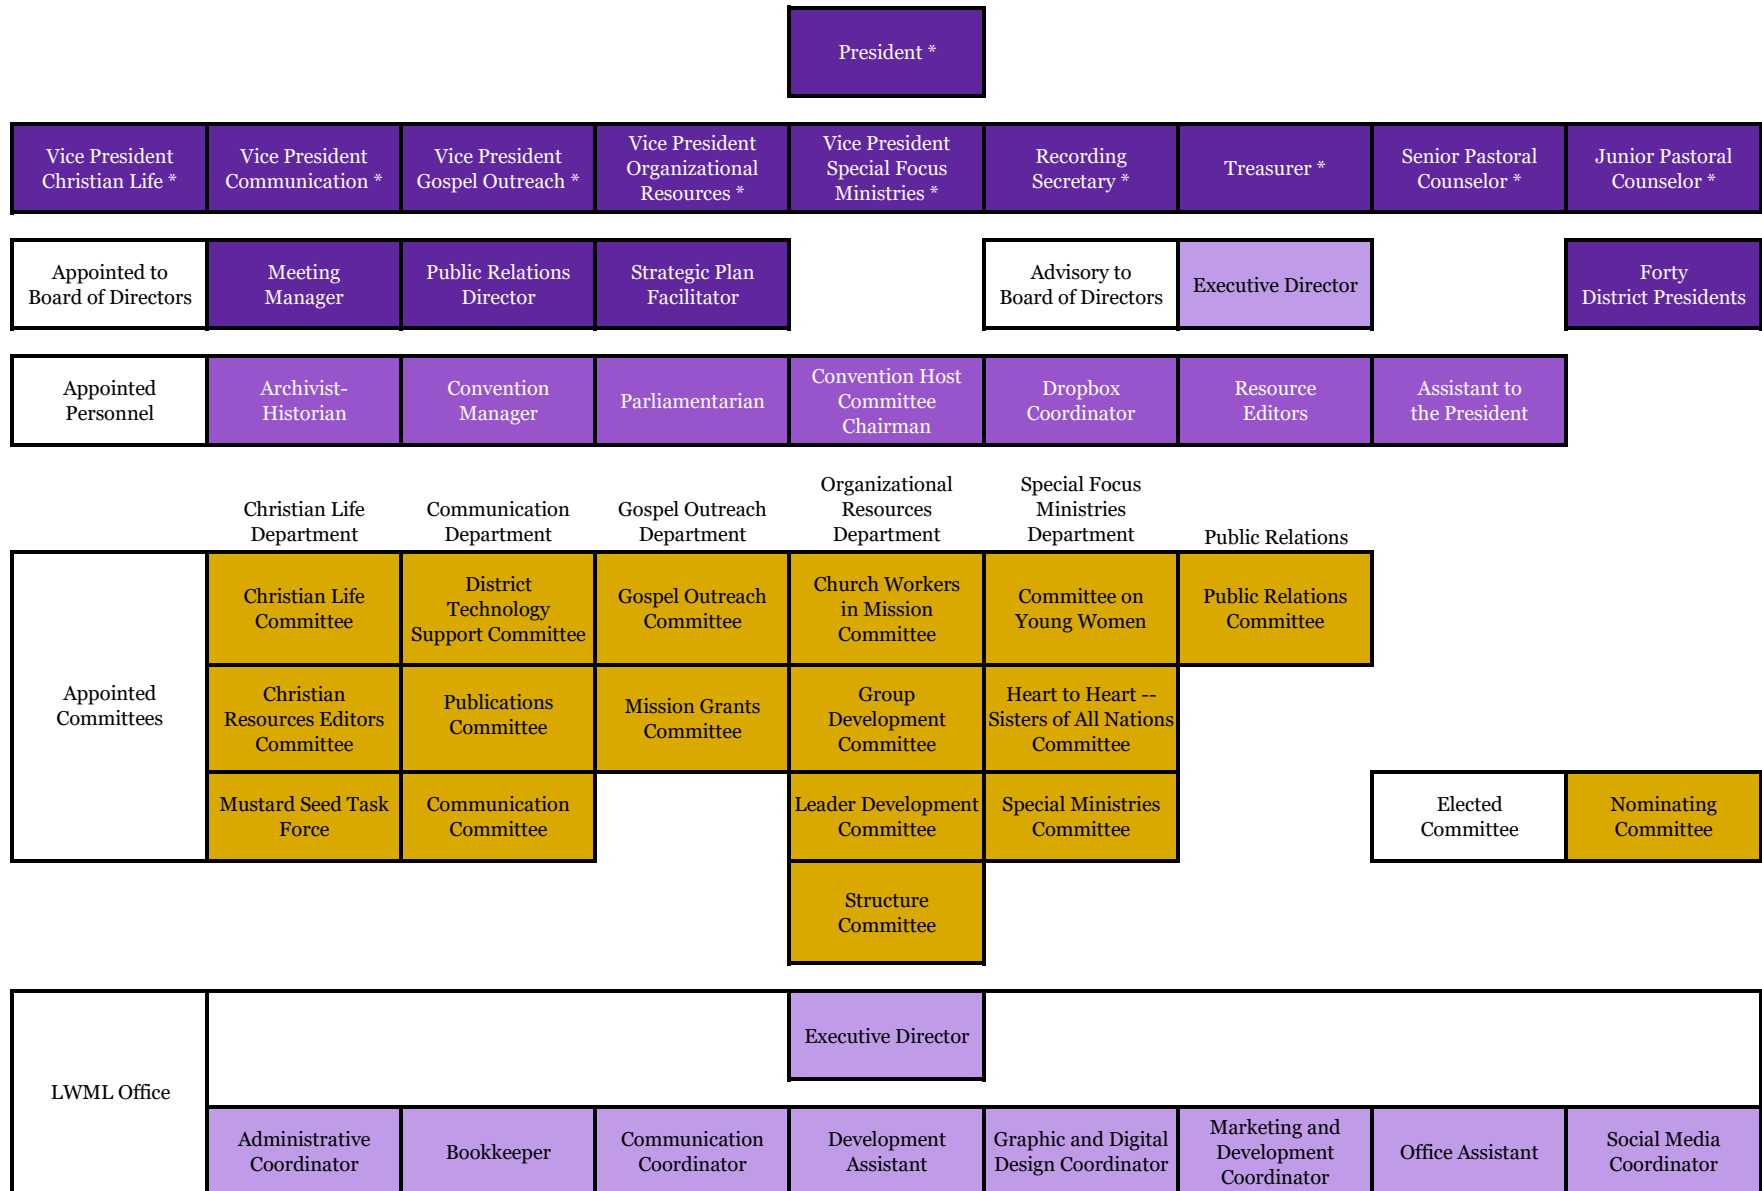 President *
Vice President
Christian Life *
Vice President
Communication *
Vice President
Gospel Outreach *
Vice President
Organizational
Resources *
Vice President
Special Focus
Ministries *
Recording
Secretary *
Treasurer *
Senior Pastoral
Counselor *
Junior Pastoral
Counselor *
Appointed to
Board of Directors
Meeting
Manager
Public Relations
Director
Strategic Plan
Facilitator
Advisory to
Board of Directors
Executive Director
Forty
District Presidents
Appointed
Personnel
Archivist-
Historian
Convention
Manager
Parliamentarian
Convention Host
Committee
Chairman
Dropbox
Coordinator
Resource
Editors
Assistant to
the President
Christian Life
Department
Communication
Department
Gospel Outreach
Department
Organizational
Resources
Department
Special Focus
Ministries
Department
Public Relations
Appointed
Committees
Christian Life
Committee
District
Technology
Support Committee
Gospel Outreach
Committee
Church Workers
in Mission
Committee
Committee on
Young Women
Public Relations
Committee
Christian
Resources Editors
Committee
Publications
Committee
Mission Grants
Committee
Group
Development
Committee
Heart to Heart --
Sisters of All Nations
Committee
Mustard Seed Task
Force
Communication
Committee
Leader Development
Committee
Special Ministries
Committee
Elected
Committee
Nominating
Committee
Structure
Committee
LWML Office
Executive Director
Administrative
Coordinator
Bookkeeper
Communication
Coordinator
Development
Assistant
Graphic and Digital
Design Coordinator
Marketing and
Development
Coordinator
Office Assistant
Social Media
Coordinator